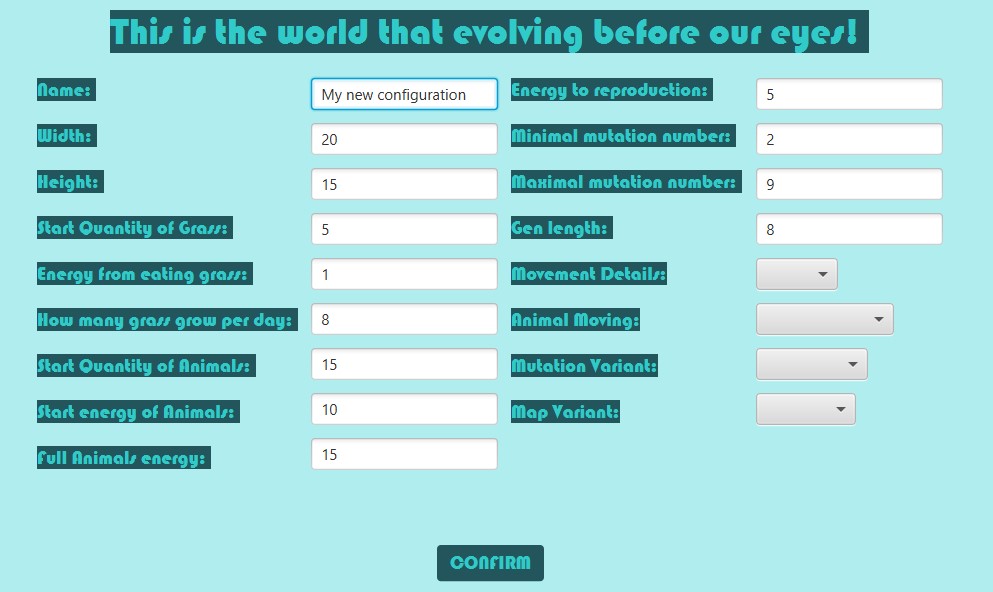 This is the world that evolving before our eyes!
Name: My new configuration
Width: 20
Height: 15
Start Quantity of Grass: 5
Energy from eating grass: 1
How many grass grow per day: 8
Start Quantity of Animals: 15
Start energy of Animals: 10
Full Animals energy: 15
Energy to reproduction: 5
Minimal mutation number: 2
Maximal mutation number: 9
Gen length: 8
Movement Details:
Animal Moving:
Mutation Variant:
Map Variant:
CONFIRM